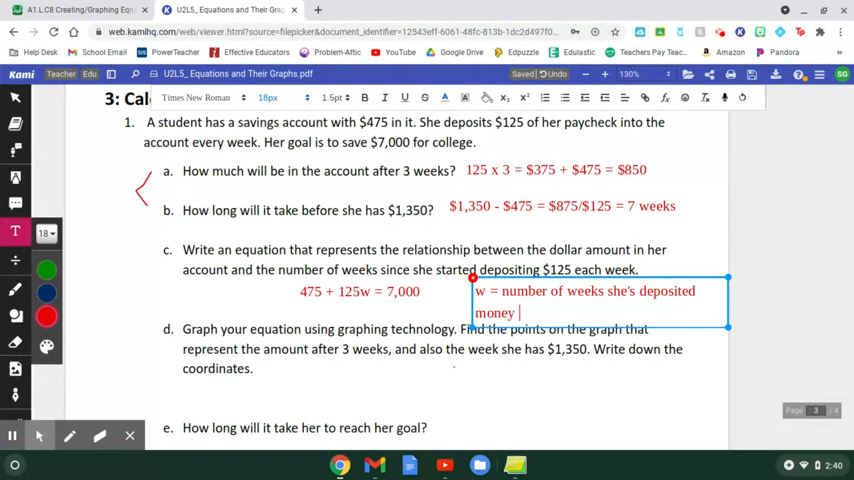 A1.L.C8 Creating/Graphing Equ
U2L5_ Equations and Their Gra
web.kamihq.com/web/viewer.html?source=filepicker&document_identifier=12543eff-6061-48fc-813b-1dc2d497f0...
Help Desk School Email SISPowerTeacher Effective Educators Problem-Attic YouTube Google Drive Edpuzzle Edulastic Teachers Pay Teac... Amazon Pandora
Kami Teacher Edu U2L5_ Equations and Their Graphs.pdf Saved Undo 130% SG
3: Cal
Times New Roman 18px 1.5pt B I U S A A X₂ X²
1. A student has a savings account with $475 in it. She deposits $125 of her paycheck into the
account every week. Her goal is to save $7,000 for college.
a. How much will be in the account after 3 weeks? 125 x 3 = $375 + $475 = $850
b. How long will it take before she has $1,350? $1,350 - $475 = $875/$125 = 7 weeks
18
c. Write an equation that represents the relationship between the dollar amount in her
account and the number of weeks since she started depositing $125 each week.
475 + 125w = 7,000
w = number of weeks she's deposited
money
d. Graph your equation using graphing technology. Find the points on the graph that
represent the amount after 3 weeks, and also the week she has $1,350. Write down the
coordinates.
Page 3 / 4
e. How long will it take her to reach her goal?
2:40